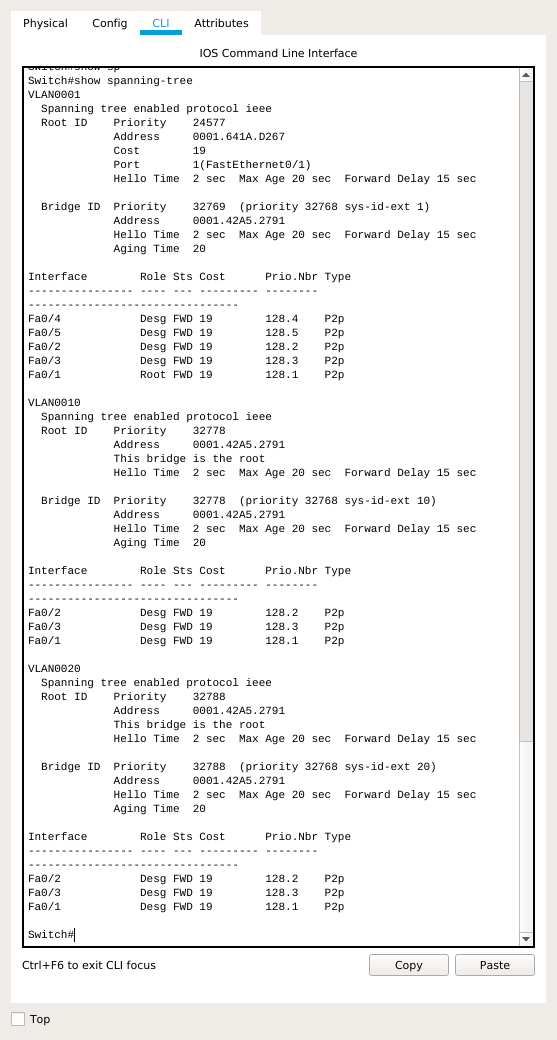 Physical Config CLI Attributes
IOS Command Line Interface
Switch#show sp
Switch#show spanning-tree
VLAN0001
  Spanning tree enabled protocol ieee
  Root ID    Priority    24577
             Address     0001.641A.D267
             Cost        19
             Port        1(FastEthernet0/1)
             Hello Time  2 sec  Max Age 20 sec  Forward Delay 15 sec

  Bridge ID  Priority    32769  (priority 32768 sys-id-ext 1)
             Address     0001.42A5.2791
             Hello Time  2 sec  Max Age 20 sec  Forward Delay 15 sec
             Aging Time  20

Interface        Role Sts Cost      Prio.Nbr Type
---------------- ---- --- --------- --------
--------------------------------
Fa0/4            Desg FWD 19        128.4    P2p
Fa0/5            Desg FWD 19        128.5    P2p
Fa0/2            Desg FWD 19        128.2    P2p
Fa0/3            Desg FWD 19        128.3    P2p
Fa0/1            Root FWD 19        128.1    P2p

VLAN0010
  Spanning tree enabled protocol ieee
  Root ID    Priority    32778
             Address     0001.42A5.2791
             This bridge is the root
             Hello Time  2 sec  Max Age 20 sec  Forward Delay 15 sec

  Bridge ID  Priority    32778  (priority 32768 sys-id-ext 10)
             Address     0001.42A5.2791
             Hello Time  2 sec  Max Age 20 sec  Forward Delay 15 sec
             Aging Time  20

Interface        Role Sts Cost      Prio.Nbr Type
---------------- ---- --- --------- --------
--------------------------------
Fa0/2            Desg FWD 19        128.2    P2p
Fa0/3            Desg FWD 19        128.3    P2p
Fa0/1            Desg FWD 19        128.1    P2p

VLAN0020
  Spanning tree enabled protocol ieee
  Root ID    Priority    32788
             Address     0001.42A5.2791
             This bridge is the root
             Hello Time  2 sec  Max Age 20 sec  Forward Delay 15 sec

  Bridge ID  Priority    32788  (priority 32768 sys-id-ext 20)
             Address     0001.42A5.2791
             Hello Time  2 sec  Max Age 20 sec  Forward Delay 15 sec
             Aging Time  20

Interface        Role Sts Cost      Prio.Nbr Type
---------------- ---- --- --------- --------
--------------------------------
Fa0/2            Desg FWD 19        128.2    P2p
Fa0/3            Desg FWD 19        128.3    P2p
Fa0/1            Desg FWD 19        128.1    P2p

Switch#
Ctrl+F6 to exit CLI focus Copy Paste
Top